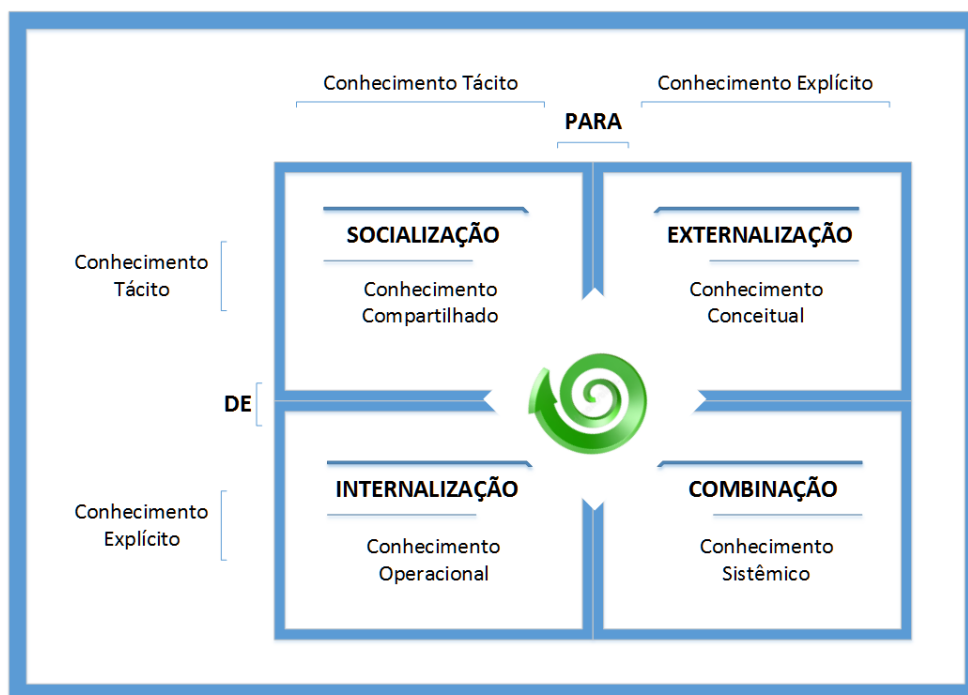 Conhecimento Tácito
Conhecimento Explícito
PARA
SOCIALIZAÇÃO
EXTERNALIZAÇÃO
Conhecimento
Tácito
Conhecimento
Compartilhado
Conhecimento
Conceitual
DE
INTERNALIZAÇÃO
COMBINAÇÃO
Conhecimento
Explícito
Conhecimento
Operacional
Conhecimento
Sistêmico